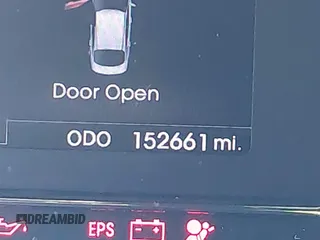 Door Open
ODO 152661 mi.
EPS
DREAMBID